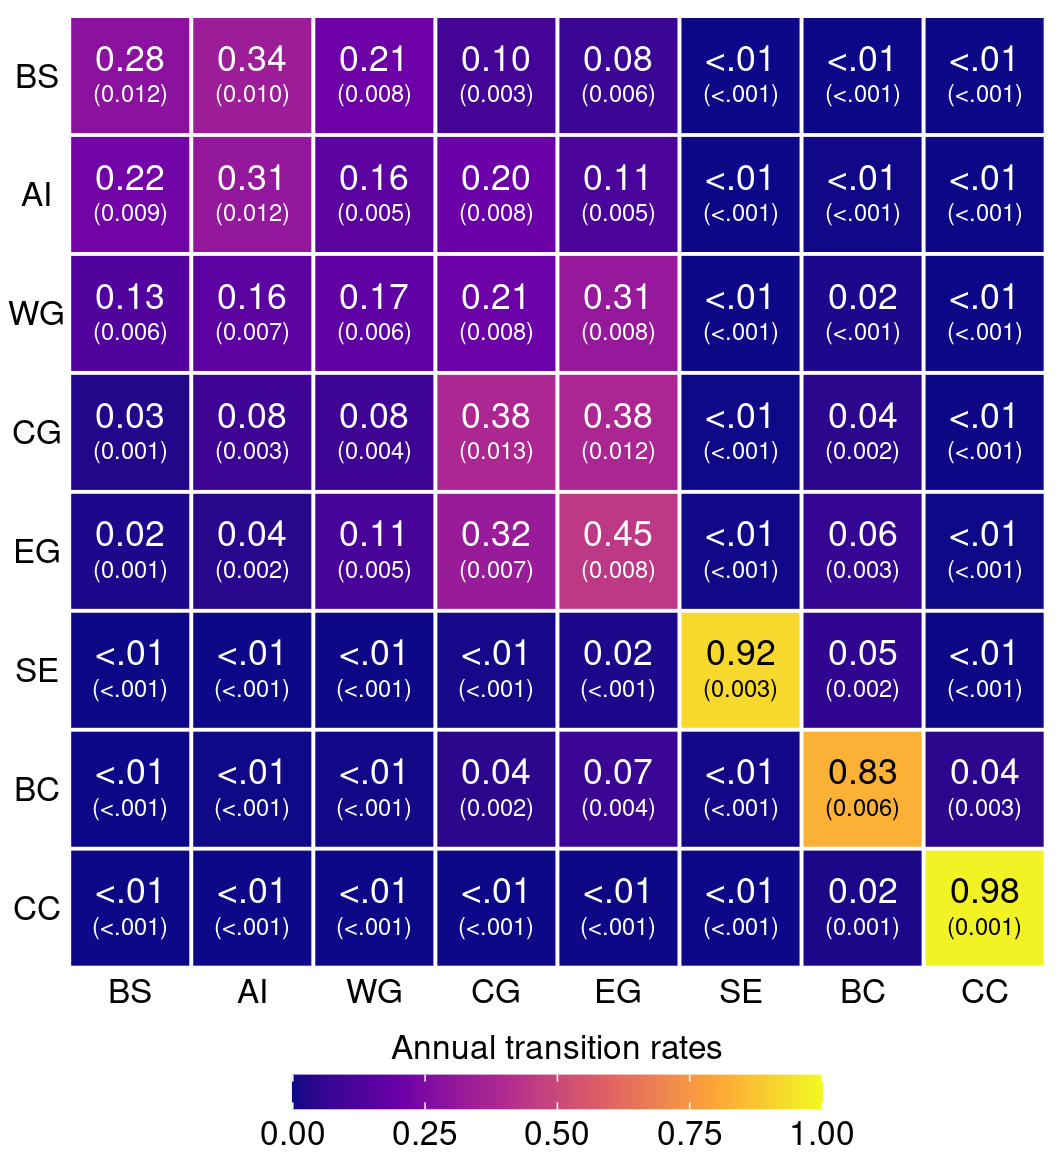 0.28 0.34 0.21 0.10 0.08 <.01 <.01 <.01
BS
(0.012) (0.010) (0.008) (0.003) (0.006) (<.001) (<.001) (<.001)
0.22 0.31 0.16 0.20 0.11 <.01 <.01 <.01
AI
(0.009) (0.012) (0.005) (0.008) (0.005) (<.001) (<.001) (<.001)
0.13 0.16 0.17 0.21 0.31 <.01 0.02 <.01
WG
(0.006) (0.007) (0.006) (0.008) (0.008) (<.001) (<.001) (<.001)
0.03 0.08 0.08 0.38 0.38 <.01 0.04 <.01
CG
(0.001) (0.003) (0.004) (0.013) (0.012) (<.001) (0.002) (<.001)
0.02 0.04 0.11 0.32 0.45 <.01 0.06 <.01
EG
(0.001) (0.002) (0.005) (0.007) (0.008) (<.001) (0.003) (<.001)
<.01 <.01 <.01 <.01 0.02 0.92 0.05 <.01
SE
(<.001) (<.001) (<.001) (<.001) (<.001) (0.003) (0.002) (<.001)
<.01 <.01 <.01 0.04 0.07 <.01 0.83 0.04
BC
(<.001) (<.001) (<.001) (0.002) (0.004) (<.001) (0.006) (0.003)
<.01 <.01 <.01 <.01 <.01 <.01 0.02 0.98
CC
(<.001) (<.001) (<.001) (<.001) (<.001) (<.001) (0.001) (0.001)
BS AI WG CG EG SE BC CC
Annual transition rates
0.00 0.25 0.50 0.75 1.00